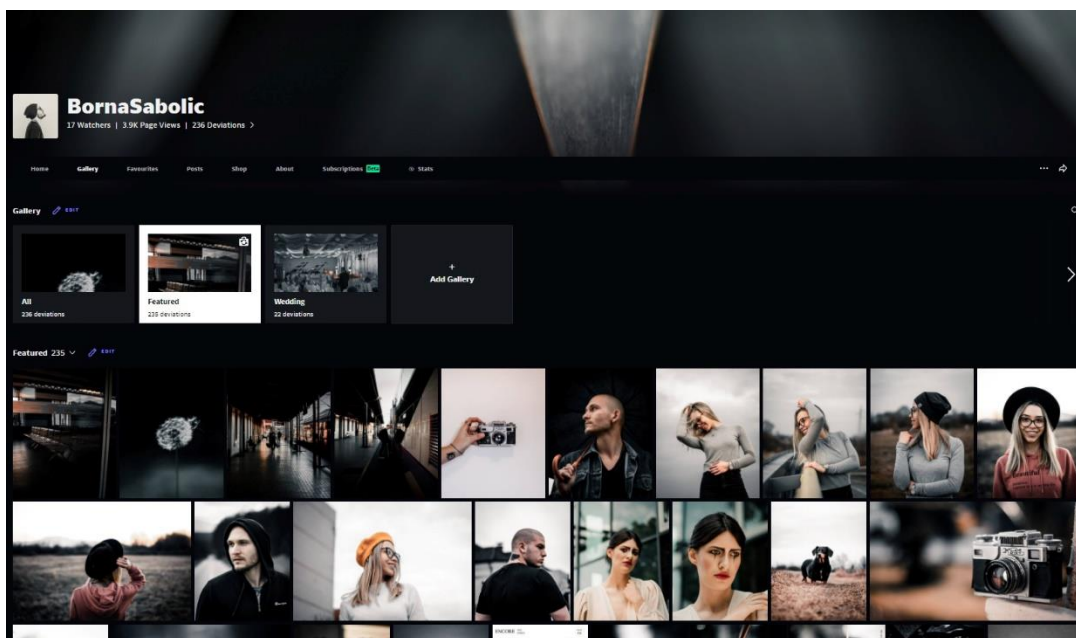 BornaSabolic
17 Watchers | 3.9K Page Views | 236 Deviations >
Home Gallery Favourites Posts Shop About Subscriptions Beta Stats
Gallery EDIT
+
Add Gallery
All Featured Wedding
236 deviations 235 deviations 22 deviations
Featured 235 EDIT
ESCORE